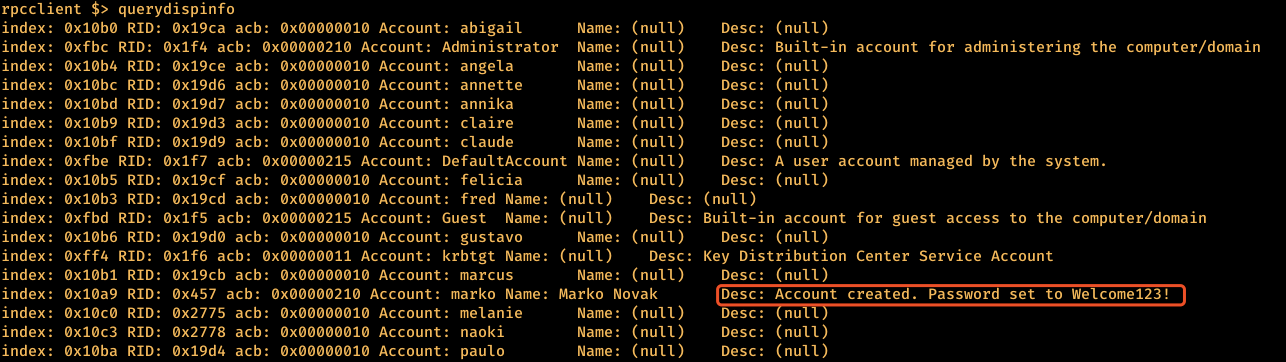 rpcclient $> querydispinfo
index: 0x10b0 RID: 0x19ca acb: 0x00000010 Account: abigail Name: (null) Desc: (null)
index: 0xfbc RID: 0x1f4 acb: 0x00000210 Account: Administrator Name: (null) Desc: Built-in account for administering the computer/domain
index: 0x10b4 RID: 0x19ce acb: 0x00000010 Account: angela Name: (null) Desc: (null)
index: 0x10bc RID: 0x19d6 acb: 0x00000010 Account: annette Name: (null) Desc: (null)
index: 0x10bd RID: 0x19d7 acb: 0x00000010 Account: annika Name: (null) Desc: (null)
index: 0x10b9 RID: 0x19d3 acb: 0x00000010 Account: claire Name: (null) Desc: (null)
index: 0x10bf RID: 0x19d9 acb: 0x00000010 Account: claude Name: (null) Desc: (null)
index: 0xfbe RID: 0x1f7 acb: 0x00000215 Account: DefaultAccount Name: (null) Desc: A user account managed by the system.
index: 0x10b5 RID: 0x19cf acb: 0x00000010 Account: felicia Name: (null) Desc: (null)
index: 0x10b3 RID: 0x19cd acb: 0x00000010 Account: fred Name: (null) Desc: (null)
index: 0xfbd RID: 0x1f5 acb: 0x00000215 Account: Guest Name: (null) Desc: Built-in account for guest access to the computer/domain
index: 0x10b6 RID: 0x19d0 acb: 0x00000010 Account: gustavo Name: (null) Desc: (null)
index: 0xff4 RID: 0x1f6 acb: 0x00000011 Account: krbtgt Name: (null) Desc: Key Distribution Center Service Account
index: 0x10b1 RID: 0x19cb acb: 0x00000010 Account: marcus Name: (null) Desc: (null)
index: 0x10a9 RID: 0x457 acb: 0x00000210 Account: marko Name: Marko Novak Desc: Account created. Password set to Welcome123!
index: 0x10c0 RID: 0x2775 acb: 0x00000010 Account: melanie Name: (null) Desc: (null)
index: 0x10c3 RID: 0x2778 acb: 0x00000010 Account: naoki Name: (null) Desc: (null)
index: 0x10ba RID: 0x19d4 acb: 0x00000010 Account: paulo Name: (null) Desc: (null)